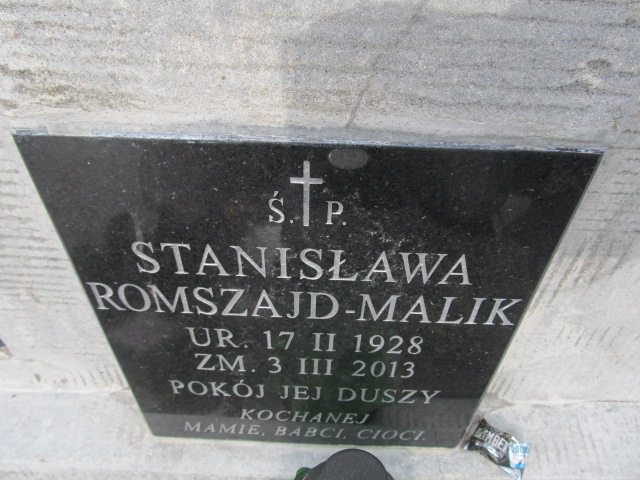 Ś. P.
STANISŁAWA
ROMSZAJD-MALIK
UR. 17 II 1928
ZM. 3 III 2013
POKÓJ JEJ DUSZY
KOCHANEJ
MAMIE, BABCI, CIOCI.